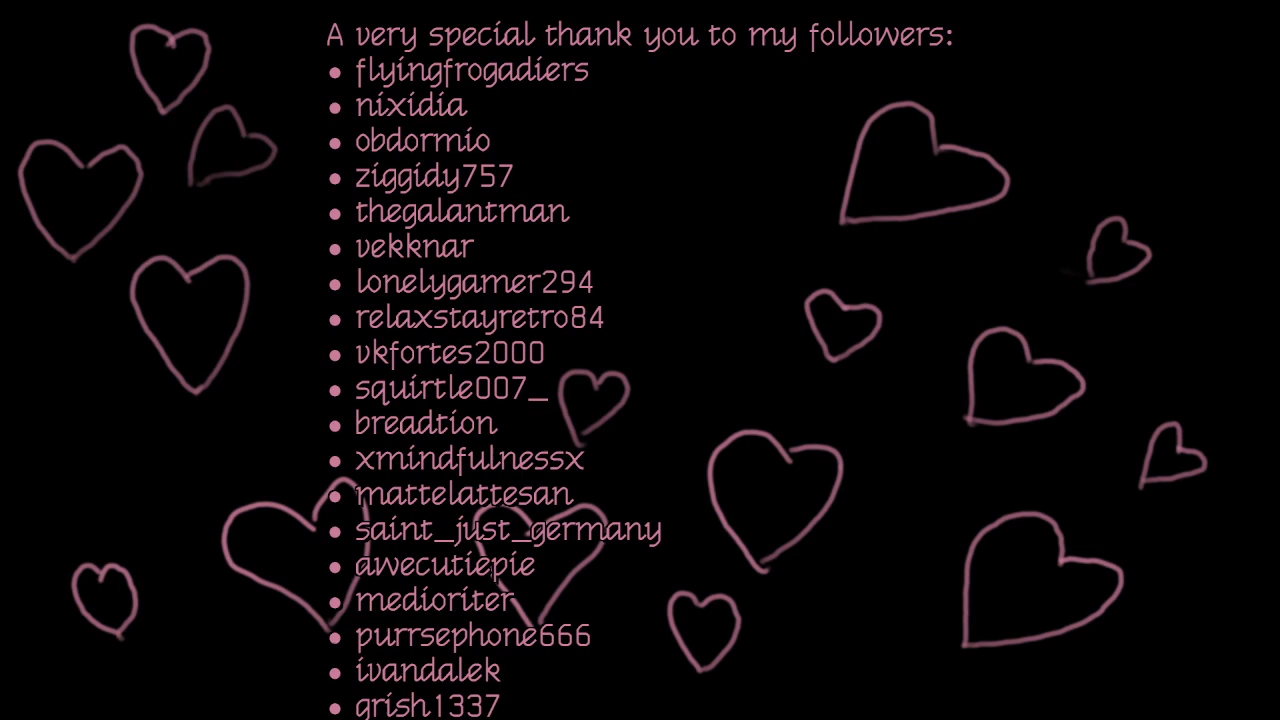 A very special thank you to my followers:
• flyingfrogadiers
• nixidia
• obdormio
• ziggidy757
• thegalantman
• vekknar
• lonelygamer294
• relaxstayretro84
• vkfortes2000
• squirtle007_
• breadtion
• xmindfulnessx
• mattelattesan
• saint_just_germany
• awecutiepie
• medioriter
• purrsephone666
• ivandalek
• grish1337